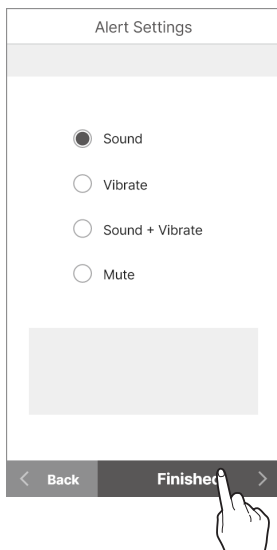 Alert Settings
Sound
Vibrate
Sound + Vibrate
Mute
Back Finished